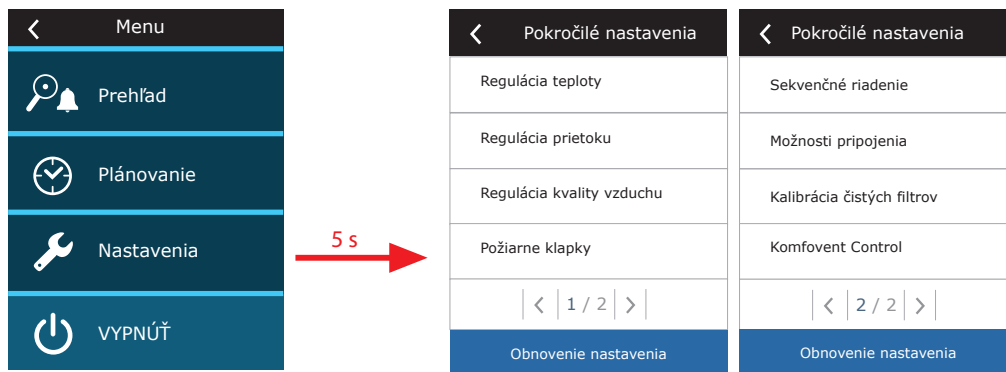 Menu
Prehľad
Plánovanie
Nastavenia
VYPNÚŤ
5 s
Pokročilé nastavenia
Regulácia teploty
Regulácia prietoku
Regulácia kvality vzduchu
Požiarne klapky
1 / 2
Obnovenie nastavenia
Pokročilé nastavenia
Sekvenčné riadenie
Možnosti pripojenia
Kalibrácia čistých filtrov
Komfovent Control
2 / 2
Obnovenie nastavenia